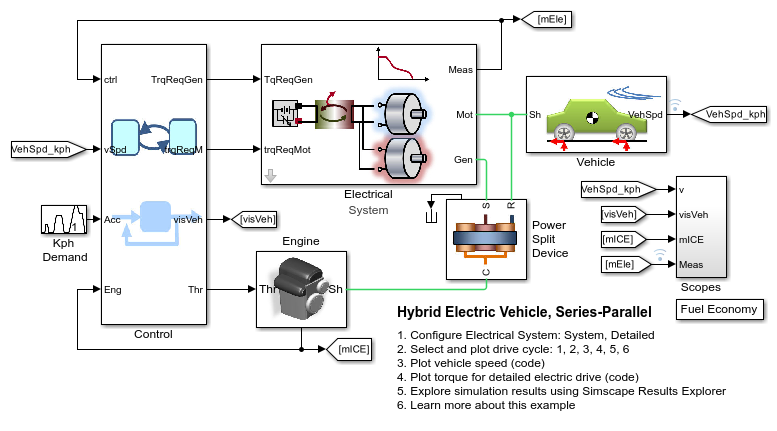 [mEle]
ctrl
TrqReqGen
TqReqGen
Meas
VehSpd_kph
vSpd
trqReqM
trqReqMot
Mot
Gen
Electrical
System
Sh
VehSpd
VehSpd_kph
Vehicle
1
Kph
Demand
Acc
visVeh
[visVeh]
Engine
Eng
Thr
Thr
Sh
Control
[mICE]
S
R
C
Power
Split
Device
VehSpd_kph
v
[visVeh]
visVeh
[mICE]
mICE
[mEle]
Meas
Scopes
Fuel Economy
Hybrid Electric Vehicle, Series-Parallel
1. Configure Electrical System: System, Detailed
2. Select and plot drive cycle: 1, 2, 3, 4, 5, 6
3. Plot vehicle speed (code)
4. Plot torque for detailed electric drive (code)
5. Explore simulation results using Simscape Results Explorer
6. Learn more about this example